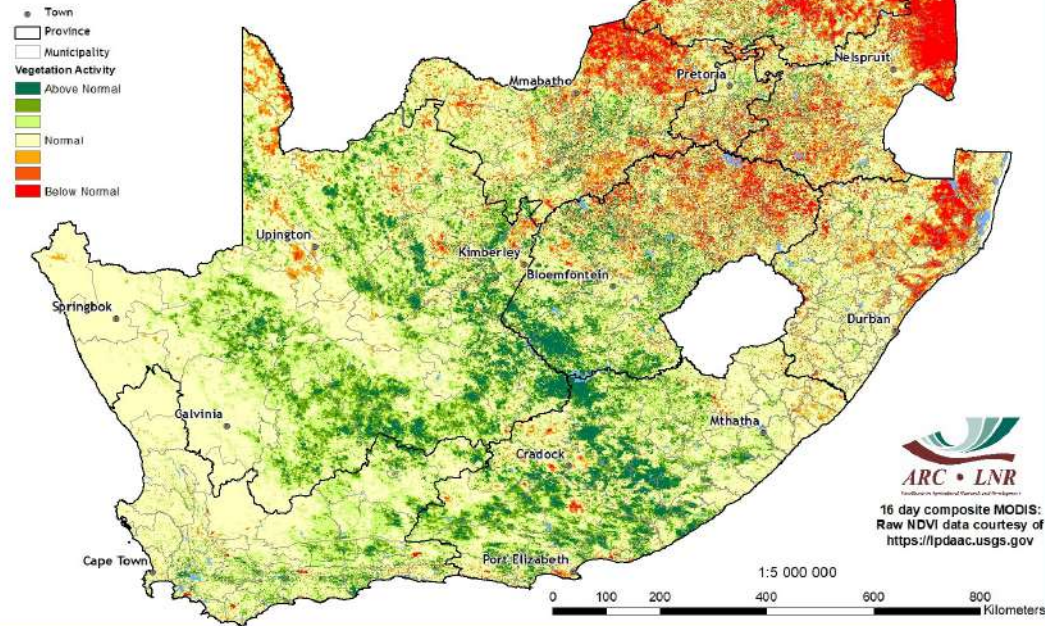 Town
Province
Municipality
Vegetation Activity
Above Normal
Normal
Below Normal
Nelspruit
Pretoria
Mmabatho
Upington
Kimberley
Bloemfontein
Springbok
Durban
Calvinia
Mthatha
Cradock
Cape Town
Port Elizabeth
ARC • LNR
16 day composite MODIS:
Raw NDVI data courtesy of
https://lpdaac.usgs.gov
1:5 000 000
0 100 200 400 600 800
Kilometers